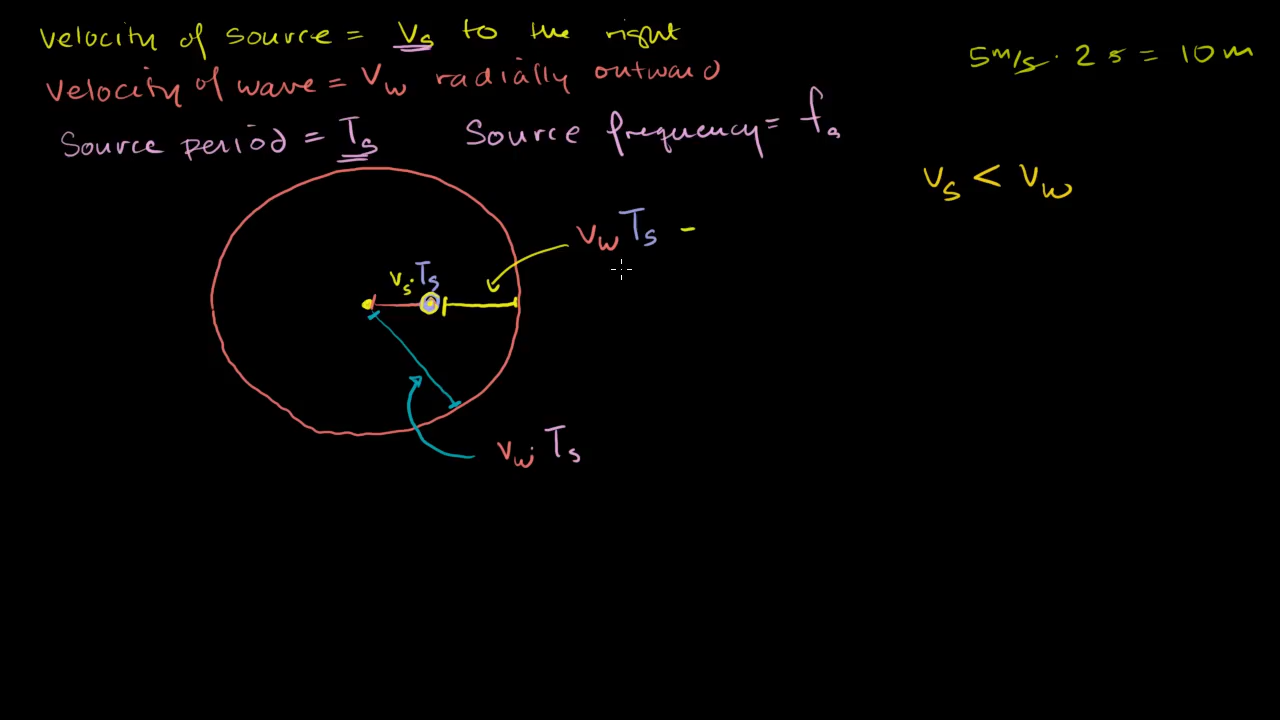 velocity of source = Vs to the right
5 m/s · 2 s = 10 m
velocity of wave = Vw radially outward
Source period = Ts Source frequency = fs
vs < vw
vw Ts -
vs · Ts
vw · Ts